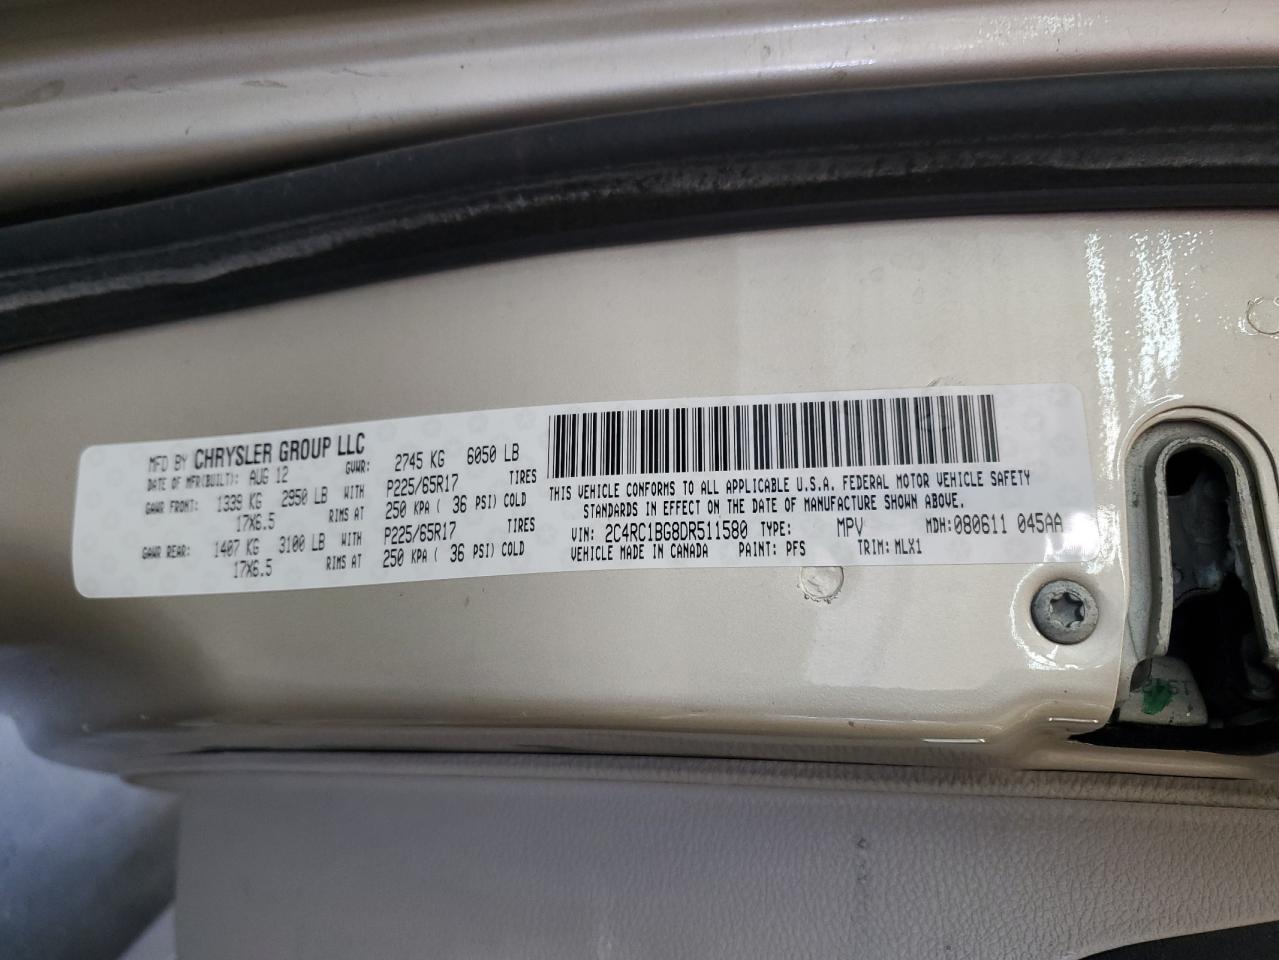 MFD BY CHRYSLER GROUP LLC
DATE OF MFR(BUILT): AUG 12 GVWR: 2745 KG 6050 LB
GAWR FRONT: 1339 KG 2950 LB WITH P225/65R17 TIRES
17X6.5 RIMS AT 250 KPA ( 36 PSI) COLD
GAWR REAR: 1407 KG 3100 LB WITH P225/65R17 TIRES
17X6.5 RIMS AT 250 KPA ( 36 PSI) COLD
THIS VEHICLE CONFORMS TO ALL APPLICABLE U.S.A. FEDERAL MOTOR VEHICLE SAFETY
STANDARDS IN EFFECT ON THE DATE OF MANUFACTURE SHOWN ABOVE.
VIN: 2C4RC1BG8DR511580 TYPE: MPV MDH: 080611 045AA
VEHICLE MADE IN CANADA PAINT: PFS TRIM: MLX1